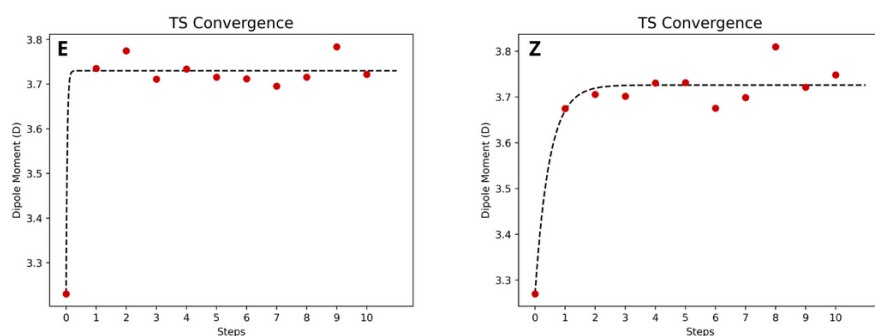 TS Convergence
E
Dipole Moment (D)
3.8
3.7
3.6
3.5
3.4
3.3
0 1 2 3 4 5 6 7 8 9 10
Steps
TS Convergence
Z
Dipole Moment (D)
3.8
3.7
3.6
3.5
3.4
3.3
0 1 2 3 4 5 6 7 8 9 10
Steps